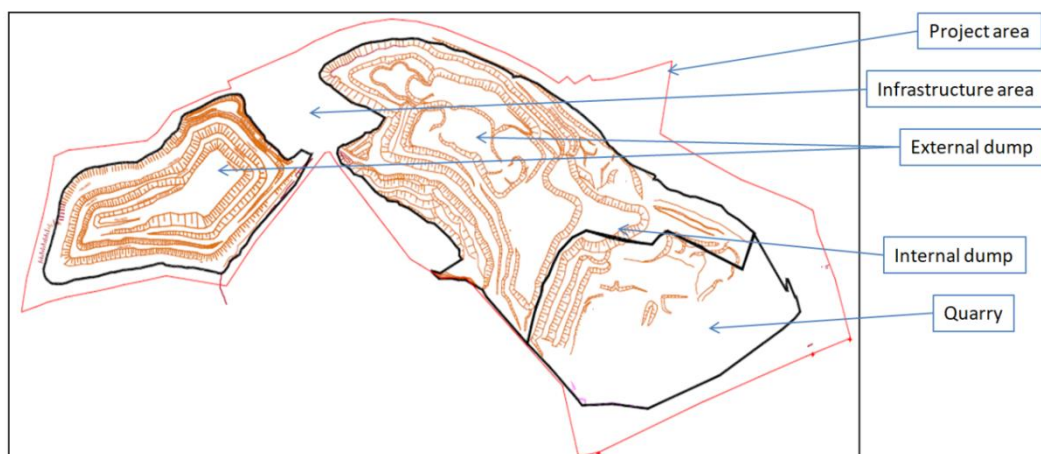 Project area
Infrastructure area
External dump
Internal dump
Quarry